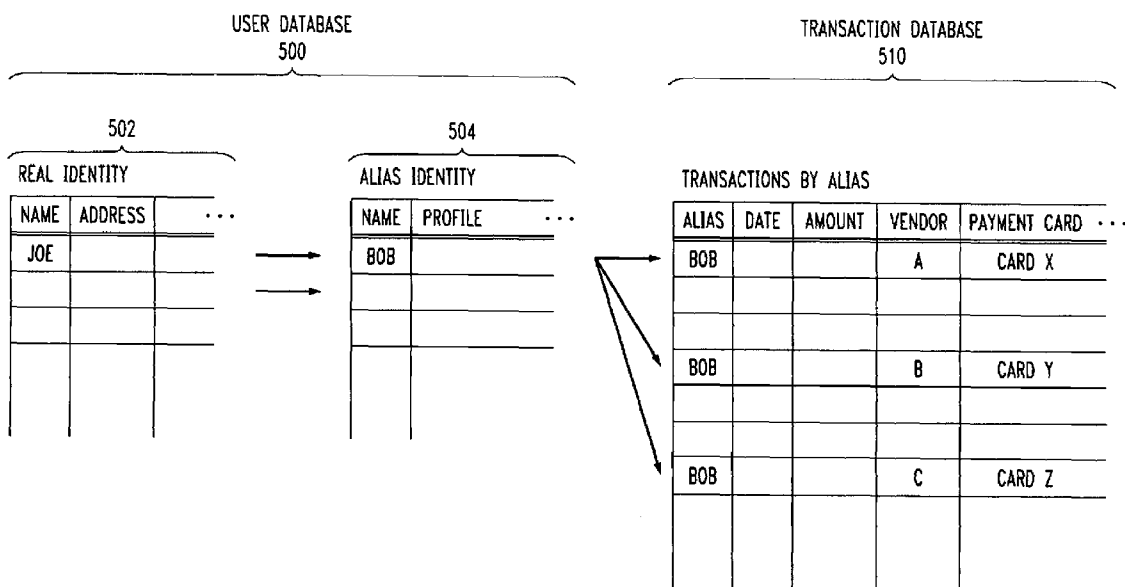 USER DATABASE
500
TRANSACTION DATABASE
510
502
504
REAL IDENTITY
ALIAS IDENTITY
TRANSACTIONS BY ALIAS
NAME ADDRESS ...
NAME PROFILE ...
ALIAS DATE AMOUNT VENDOR PAYMENT CARD ...
JOE
BOB
BOB A CARD X
BOB B CARD Y
BOB C CARD Z